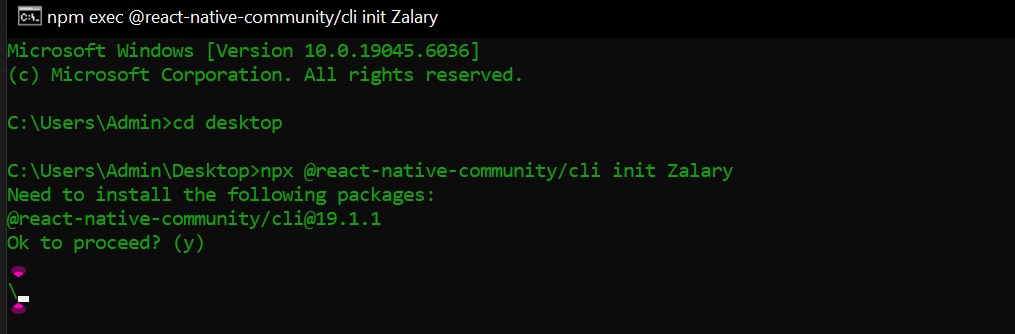 npm exec @react-native-community/cli init Zalary
Microsoft Windows [Version 10.0.19045.6036]
(c) Microsoft Corporation. All rights reserved.
C:\Users\Admin>cd desktop
C:\Users\Admin\Desktop>npx @react-native-community/cli init Zalary
Need to install the following packages:
@react-native-community/cli@19.1.1
Ok to proceed? (y)
\